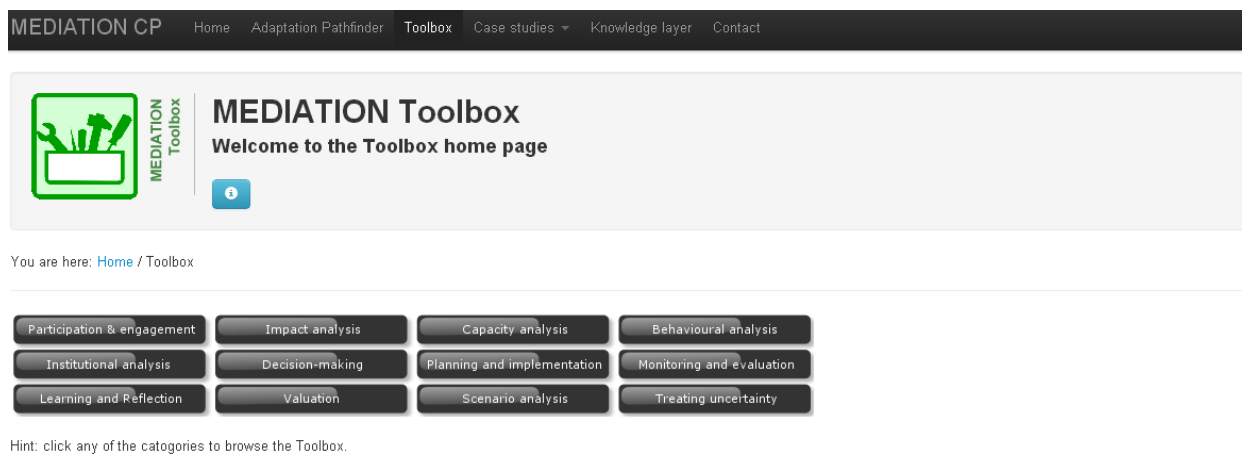 MEDIATION CP Home Adaptation Pathfinder Toolbox Case studies Knowledge layer Contact
MEDIATION Toolbox
MEDIATION Toolbox
Welcome to the Toolbox home page
You are here: Home / Toolbox
Participation & engagement Impact analysis Capacity analysis Behavioural analysis
Institutional analysis Decision-making Planning and implementation Monitoring and evaluation
Learning and Reflection Valuation Scenario analysis Treating uncertainty
Hint: click any of the catogories to browse the Toolbox.